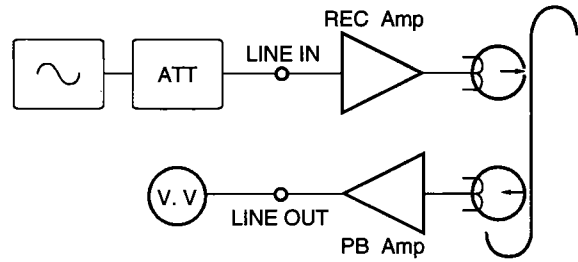 REC Amp
LINE IN
ATT
V. V
LINE OUT
PB Amp